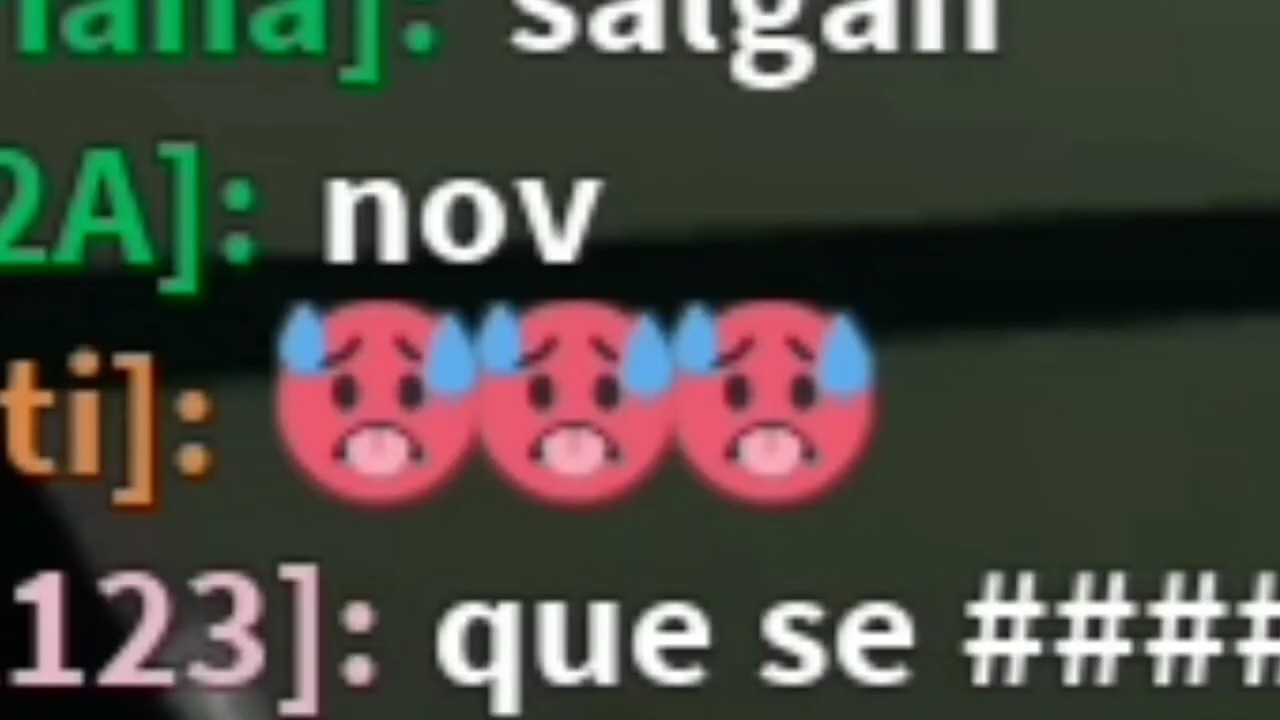 ]: salgan
2A]: nov
ti]: 🥵🥵🥵
123]: que se ####